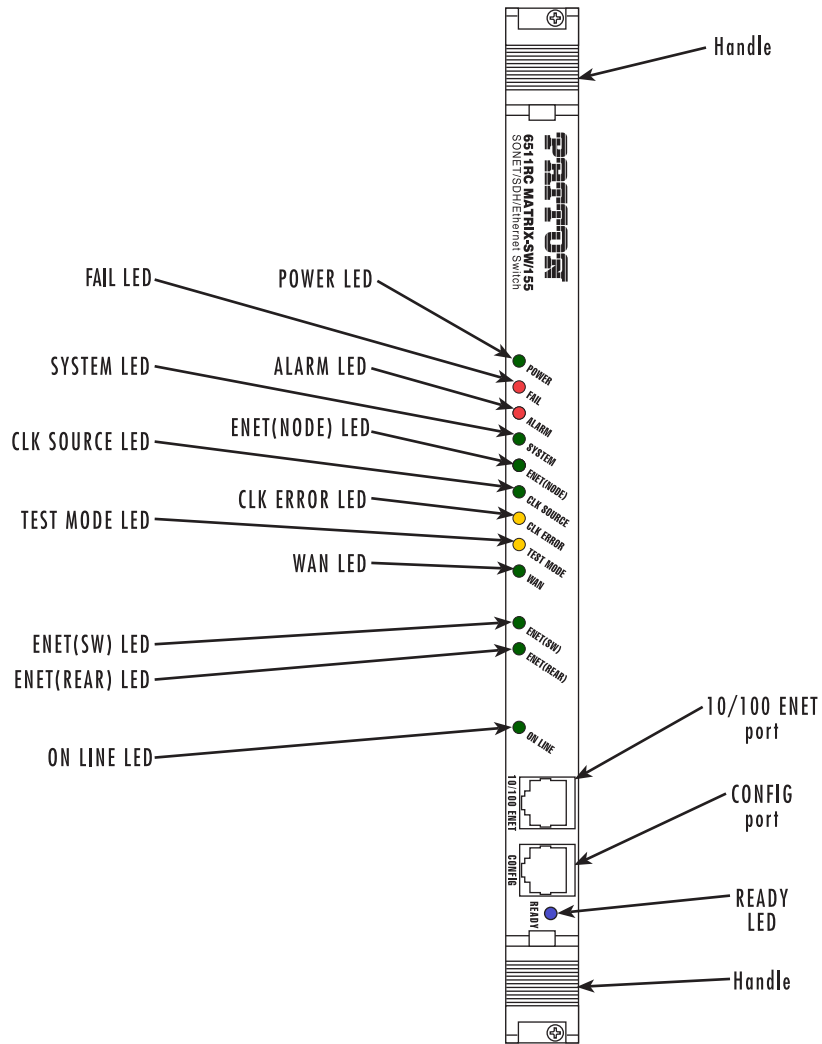 Handle
PATTON
6511RC MATRIX-SW/155
SONET/SDH/Ethernet Switch
FAIL LED
POWER LED
SYSTEM LED
ALARM LED
CLK SOURCE LED
ENET(NODE) LED
TEST MODE LED
CLK ERROR LED
WAN LED
POWER
FAIL
ALARM
SYSTEM
ENET(NODE)
CLK SOURCE
CLK ERROR
TEST MODE
WAN
ENET(SW) LED
ENET(REAR) LED
ENET(SW)
ENET(REAR)
ON LINE LED
ON LINE
10/100 ENET
port
10/100 ENET
CONFIG
port
CONFIG
READY
LED
READY
Handle